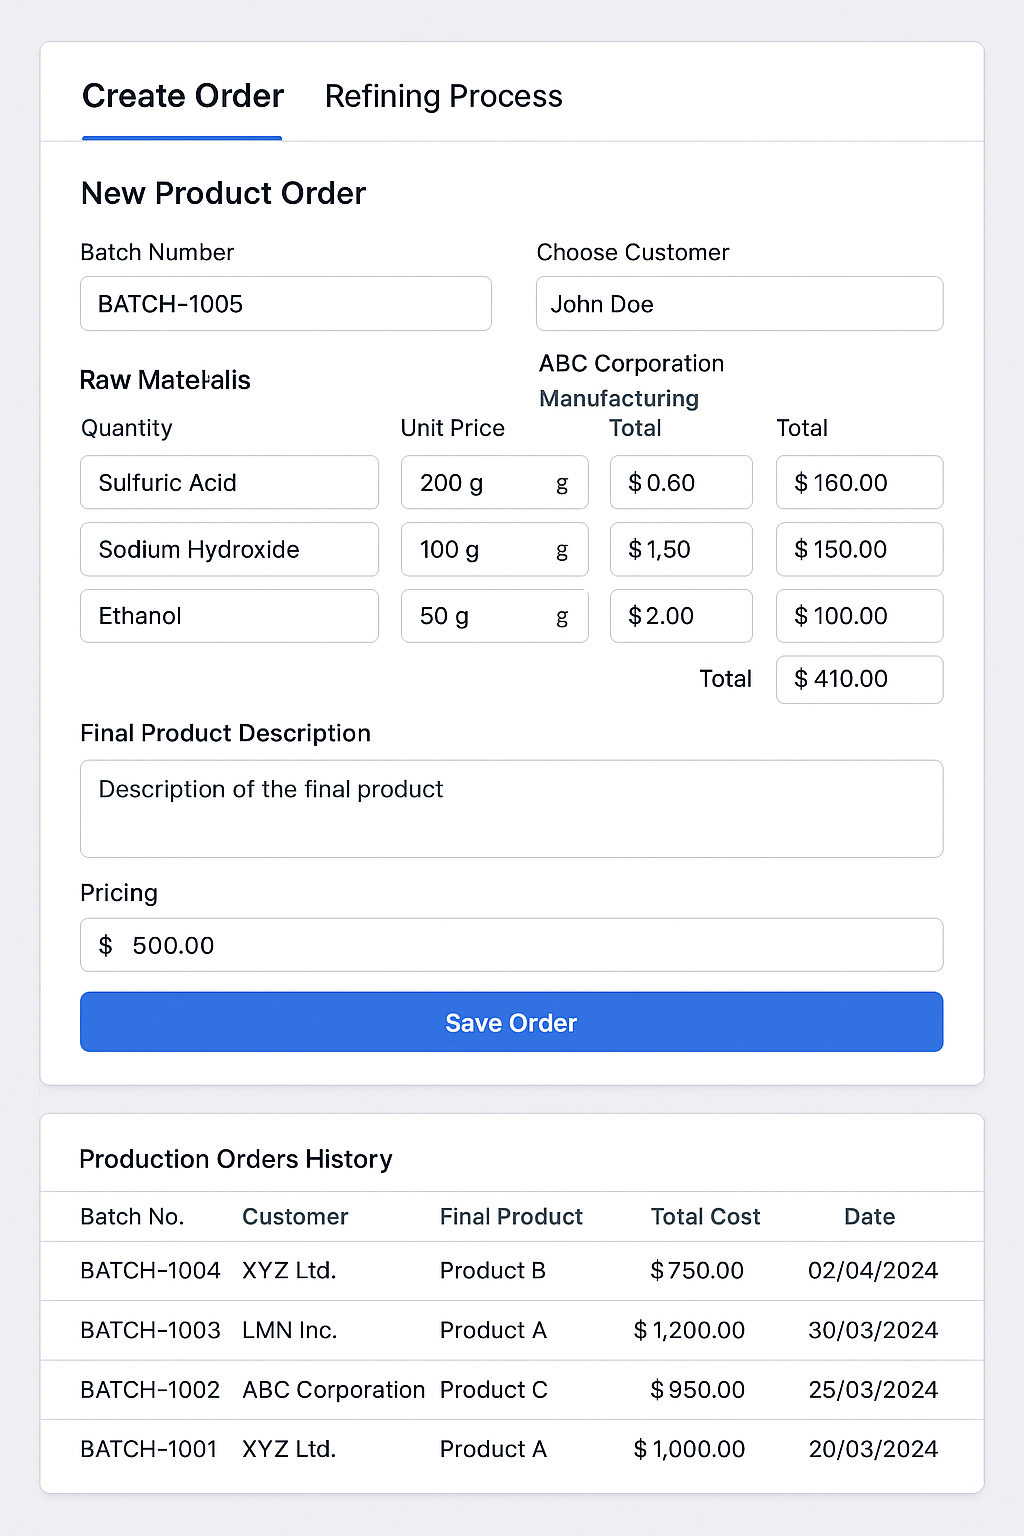 Create Order Refining Process
New Product Order
Batch Number Choose Customer
BATCH-1005 John Doe
ABC Corporation
Raw Matelalis
Manufacturing
Quantity Unit Price Total Total
Sulfuric Acid 200 g g $ 0.60 $ 160.00
Sodium Hydroxide 100 g g $ 1,50 $ 150.00
Ethanol 50 g g $ 2.00 $ 100.00
Total $ 410.00
Final Product Description
Description of the final product
Pricing
$ 500.00
Save Order
Production Orders History
Batch No. Customer Final Product Total Cost Date
BATCH-1004 XYZ Ltd. Product B $ 750.00 02/04/2024
BATCH-1003 LMN Inc. Product A $ 1,200.00 30/03/2024
BATCH-1002 ABC Corporation Product C $ 950.00 25/03/2024
BATCH-1001 XYZ Ltd. Product A $ 1,000.00 20/03/2024